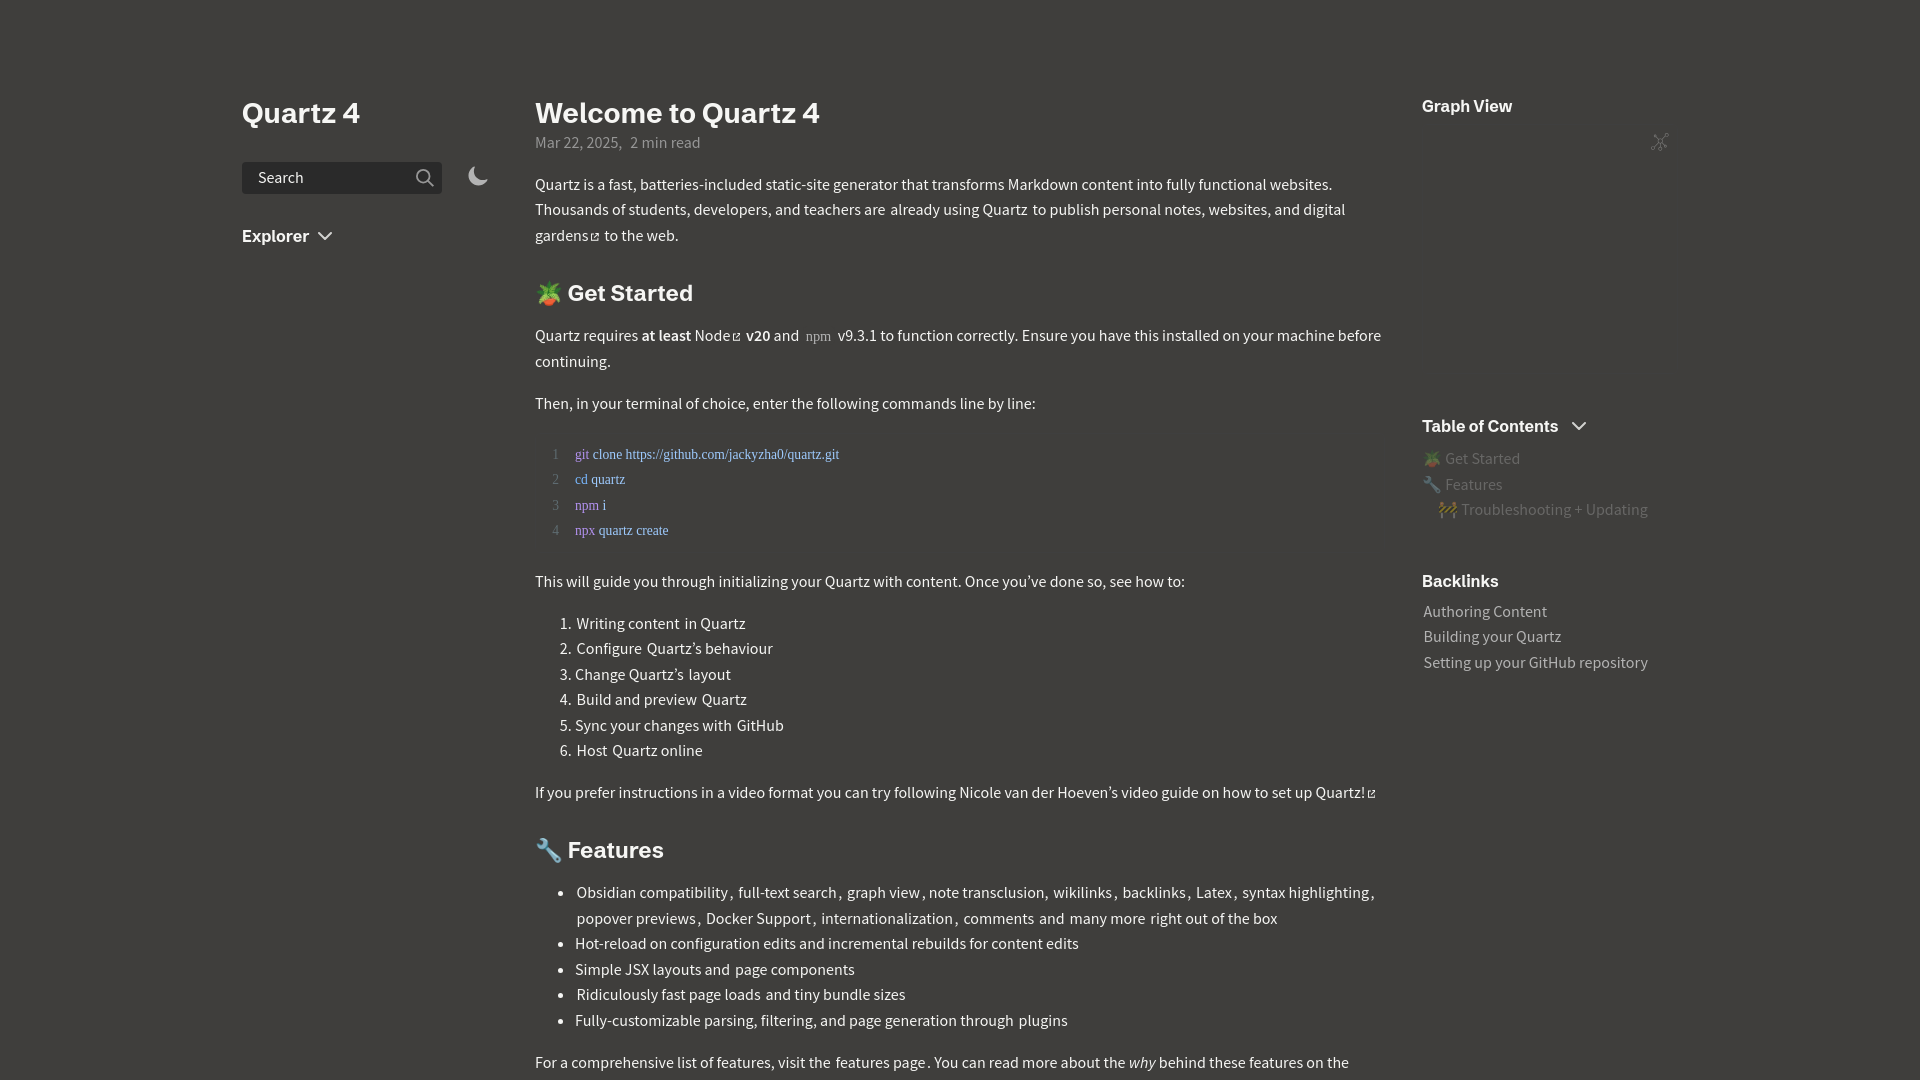 Quartz 4
Search
Explorer
Welcome to Quartz 4
Mar 22, 2025, 2 min read
Quartz is a fast, batteries-included static-site generator that transforms Markdown content into fully functional websites.
Thousands of students, developers, and teachers are already using Quartz to publish personal notes, websites, and digital
gardens to the web.
🪴 Get Started
Quartz requires at least Node v20 and npm v9.3.1 to function correctly. Ensure you have this installed on your machine before
continuing.
Then, in your terminal of choice, enter the following commands line by line:
1 git clone https://github.com/jackyzha0/quartz.git
2 cd quartz
3 npm i
4 npx quartz create
This will guide you through initializing your Quartz with content. Once you’ve done so, see how to:
1. Writing content in Quartz
2. Configure Quartz’s behaviour
3. Change Quartz’s layout
4. Build and preview Quartz
5. Sync your changes with GitHub
6. Host Quartz online
If you prefer instructions in a video format you can try following Nicole van der Hoeven’s video guide on how to set up Quartz!
🔧 Features
• Obsidian compatibility, full-text search, graph view, note transclusion, wikilinks, backlinks, Latex, syntax highlighting,
popover previews, Docker Support, internationalization, comments and many more right out of the box
• Hot-reload on configuration edits and incremental rebuilds for content edits
• Simple JSX layouts and page components
• Ridiculously fast page loads and tiny bundle sizes
• Fully-customizable parsing, filtering, and page generation through plugins
For a comprehensive list of features, visit the features page. You can read more about the why behind these features on the
Graph View
Table of Contents
🪴 Get Started
🔧 Features
🚧 Troubleshooting + Updating
Backlinks
Authoring Content
Building your Quartz
Setting up your GitHub repository